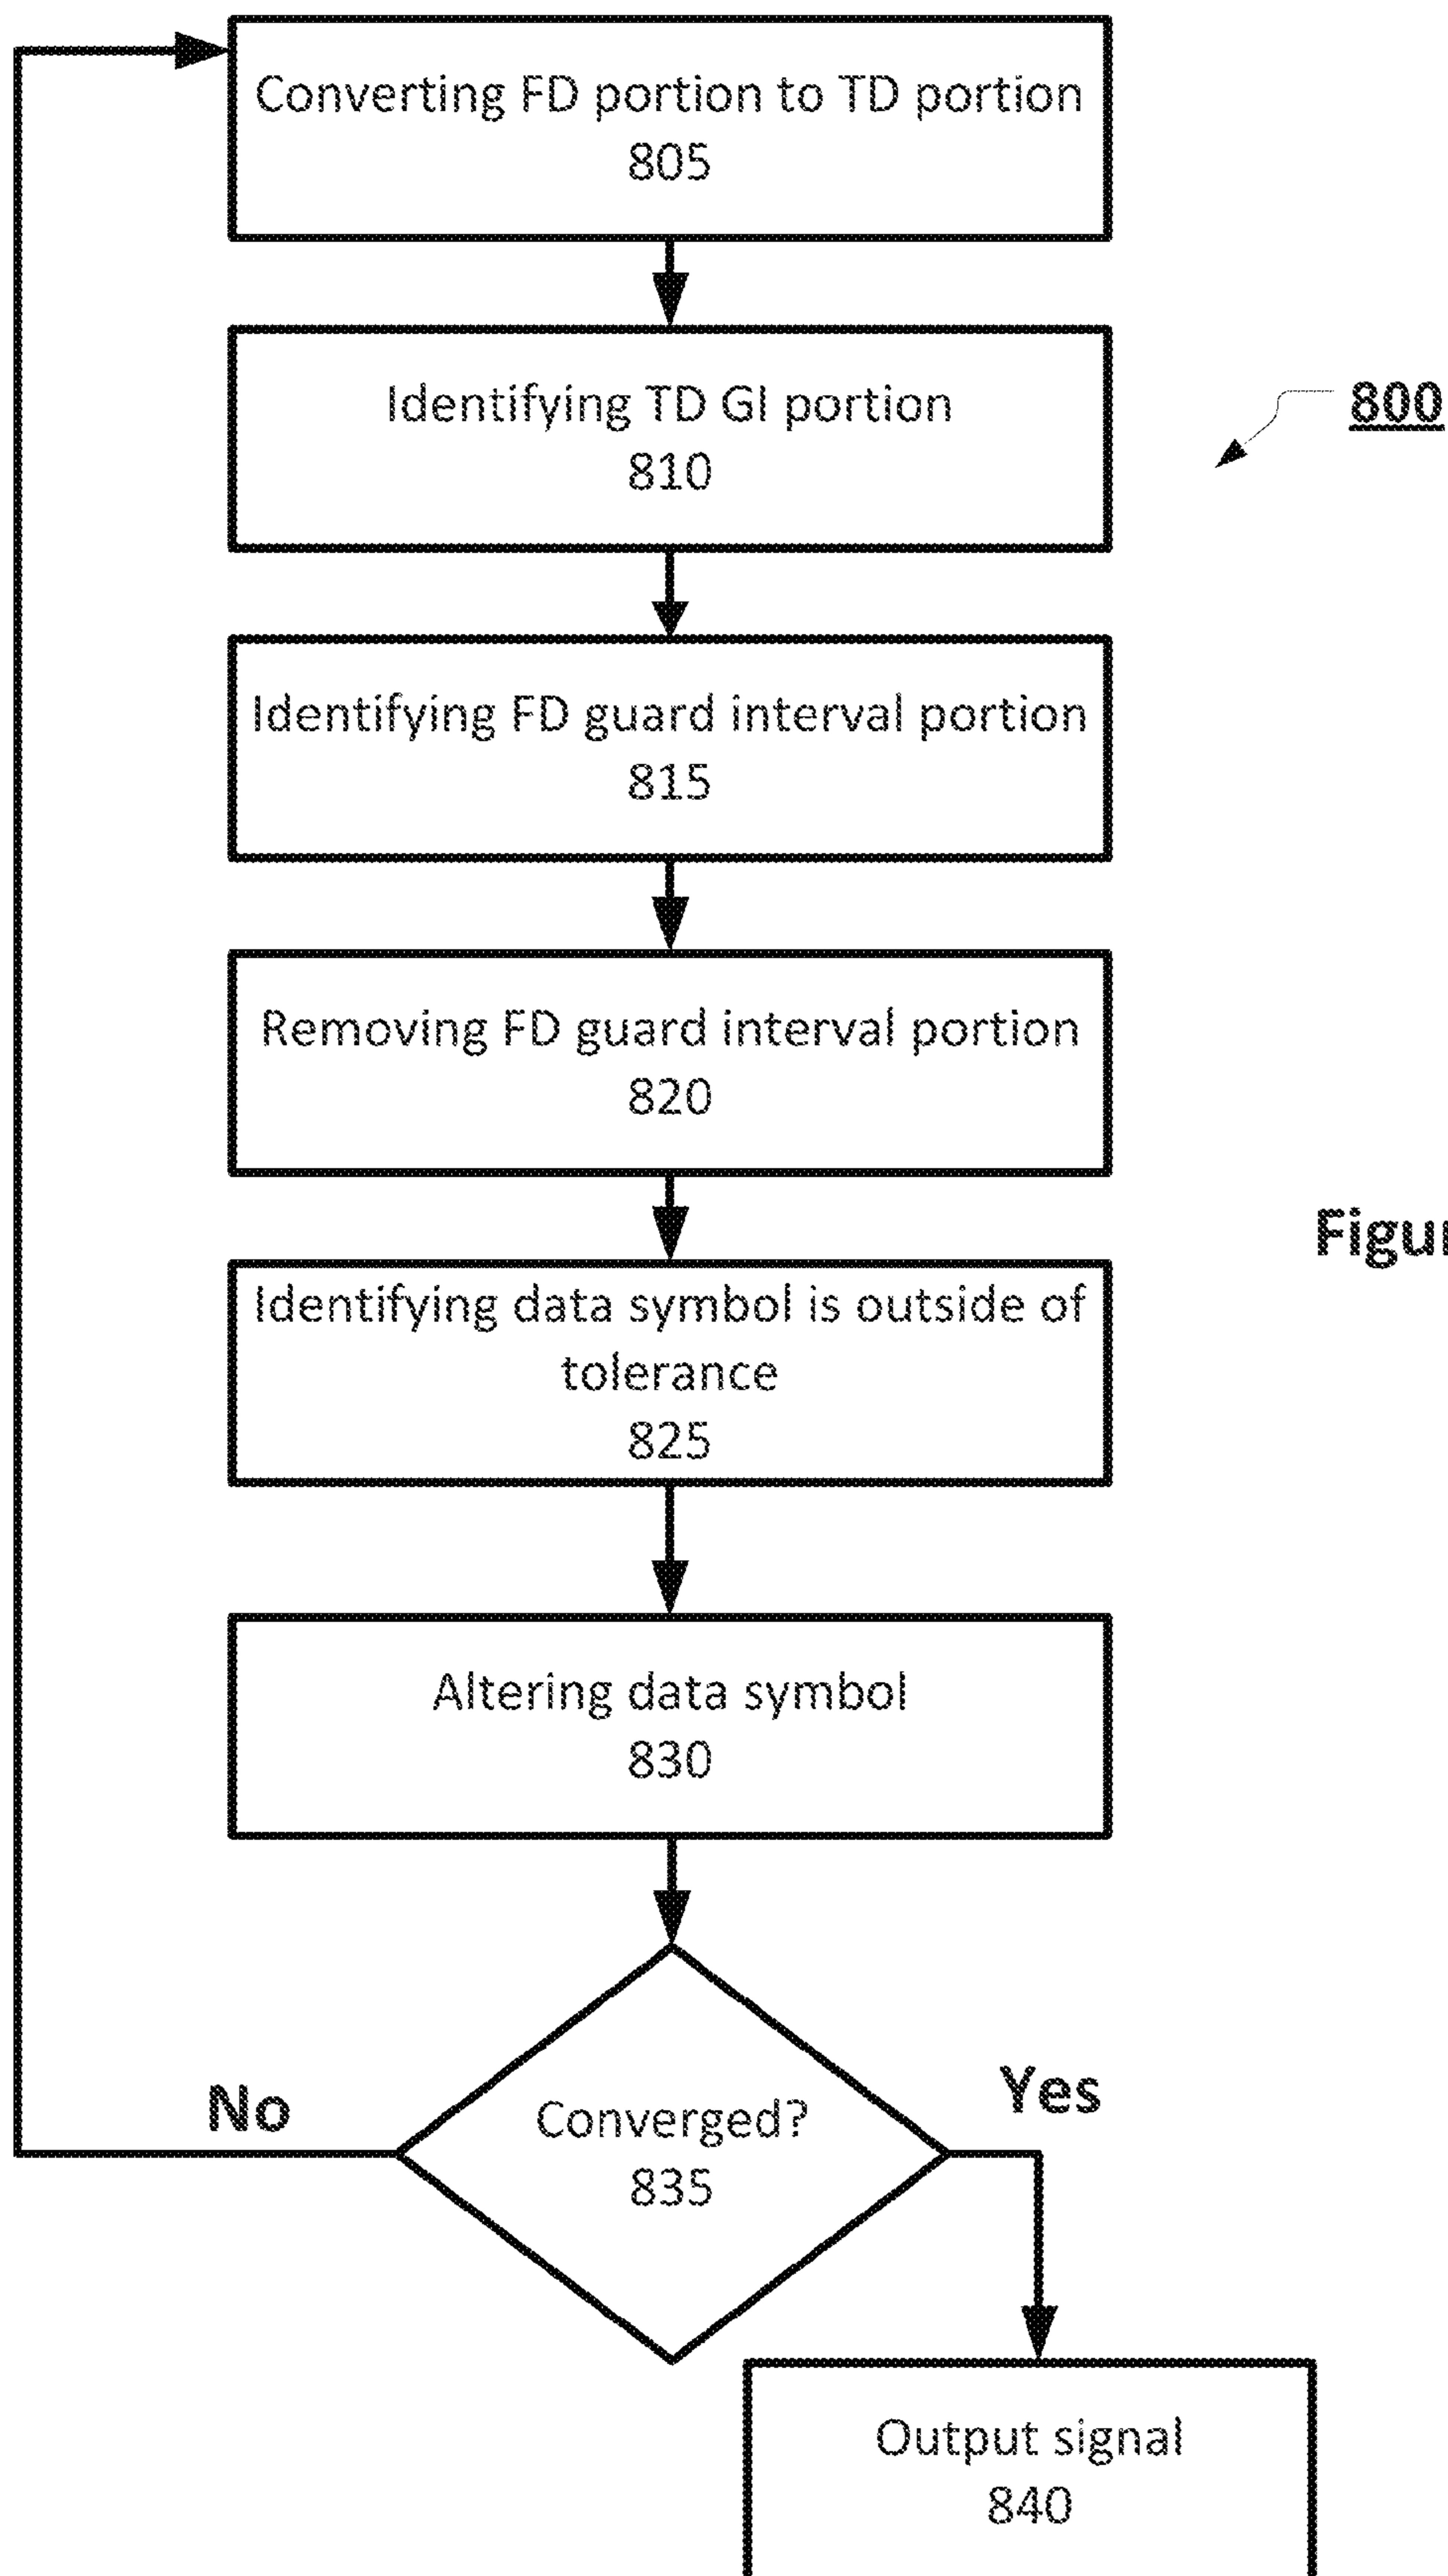 Converting FD portion to TD portion
805
Identifying TD GI portion
810
800
Identifying FD guard interval portion
815
Removing FD guard interval portion
820
Identifying data symbol is outside of
tolerance
825
Altering data symbol
830
No
Yes
Converged?
835
Output signal
840